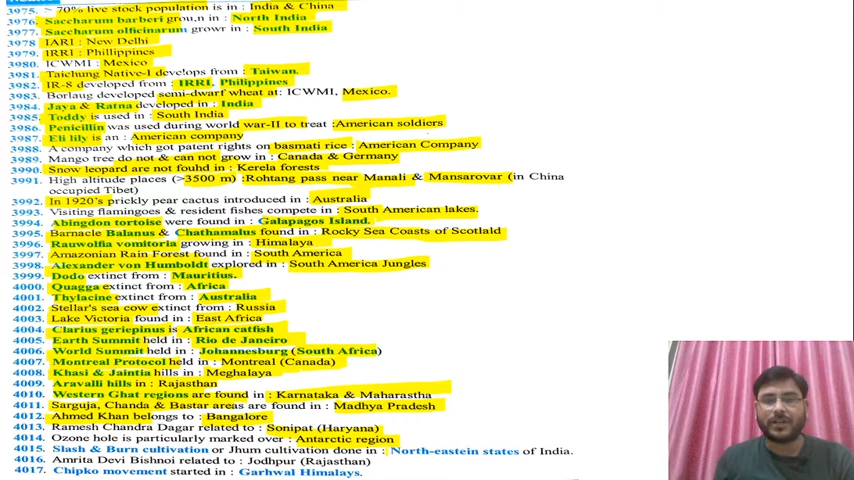 3975. > 70% live stock population is in : India & China
3976. Saccharum barberi grou,n in : North India
3977. Saccharum olficinarum growr in : South India
3978 IARI : New Delhi
3979. IRRI : Phillippines
3980. ICWMI : Mexico
3981. Taichung Native-l develops from : Taiwan.
3982. IR-8 developed from : IRRI, Philippines
3983. Borlaug developed semi-dwarf wheat at: ICWMI, Mexico.
3984. Jaya & Ratna developed in : India
3985. Toddy is used in : South India
3986. Penicillin was used during world war-II to treat :American soldiers
3987. Eli lily is an : American company
3988. A company which got patent rights on basmati rice : American Company
3989. Mango tree do not & can not grow in : Canada & Germany
3990. Snow leopard are not fouhd in : Kerela forests
3991. High altitude places (>3500 m) :Rohtang pass near Manali & Mansarovar (in China
occupied Tibet)
3992. In 1920's prickly pear cactus introduced in : Australia
3993. Visiting flamingoes & resident fishes compete in : South American lakes.
3994. Abingdon tortoise were found in : Galapagos Island.
3995. Barnacle Balanus & Chathamalus found in : Rocky Sea Coasts of Scotlald
3996. Rauwolfia vomitoria growing in : Himalaya
3997. Amazonian Rain Forest found in : South America
3998. Alexander von Humboldt explored in : South America Jungles
3999. Dodo extinct from : Mauritius.
4000. Quagga extinct from : Africa
4001. Thylacine extinct from : Australia
4002. Stellar's sea cow extinct from : Russia
4003. Lake Victoria found in : East Africa
4004. Clarius geriepinus is African catfish
4005. Earth Summit held in : Rio de Janeiro
4006. World Summit held in : Johannesburg (South Africa)
4007. Montreal Protocol held in : Montreal (Canada)
4008. Khasi & Jaintia hills in : Meghalaya
4009. Aravalli hills in : Rajasthan
4010. Western Ghat regions are found in : Karnataka & Maharastha
4011. Sarguja, Chanda & Bastar areas are found in : Madhya Pradesh
4012. Ahmed Khan belongs to : Bangalore
4013. Ramesh Chandra Dagar related to : Sonipat (Haryana)
4014. Ozone hole is particularly marked over : Antarctic region
4015. Slash & Burn cultivation or Jhum cultivation done in : North-eastein states of India.
4016. Amrita Devi Bishnoi related to : Jodhpur (Rajasthan)
4017. Chipko movement started in : Garhwal Himalays.